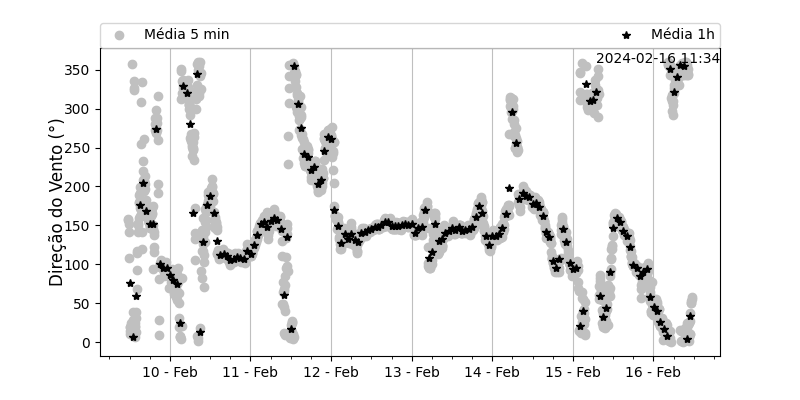 Média 5 min
Média 1h
2024-02-16 11:34
Direção do Vento (°)
350
300
250
200
150
100
50
0
10 - Feb
11 - Feb
12 - Feb
13 - Feb
14 - Feb
15 - Feb
16 - Feb